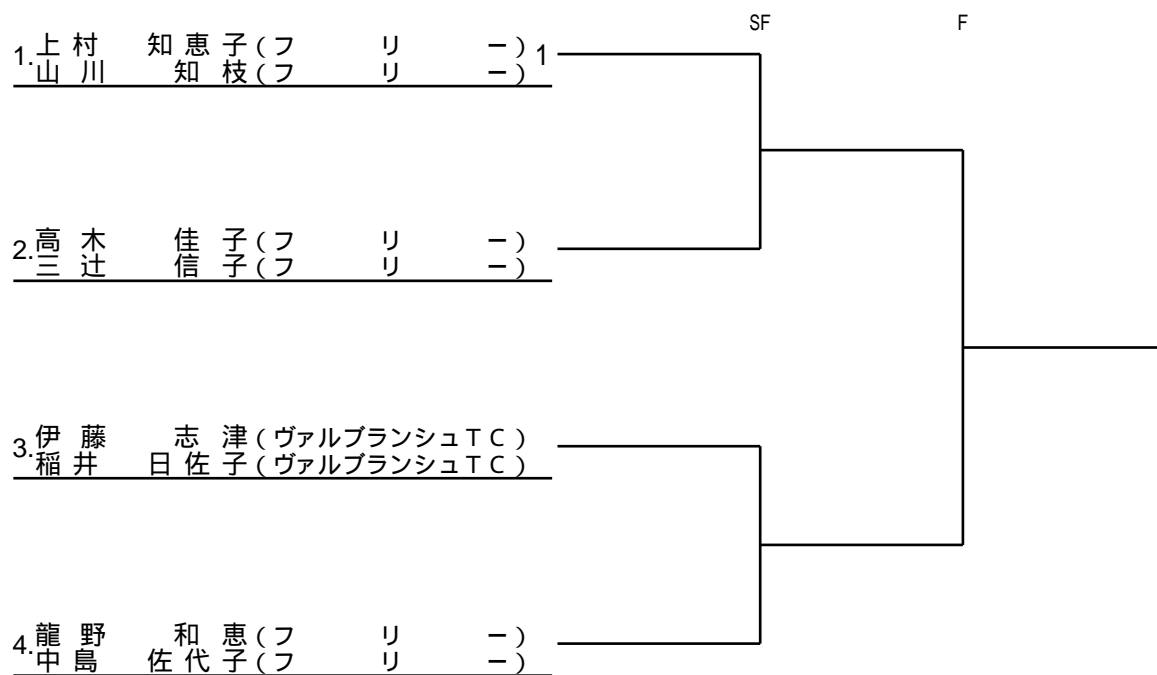 SF F
1.上村 知恵子(フリー) 1
山川 知枝(フリー)
2.高木 佳子(フリー)
三辻 信子(フリー)
3.伊藤 志津(ヴァルブランシュTC)
稲井 日佐子(ヴァルブランシュTC)
4.龍野 和恵(フリー)
中島 佐代子(フリー)